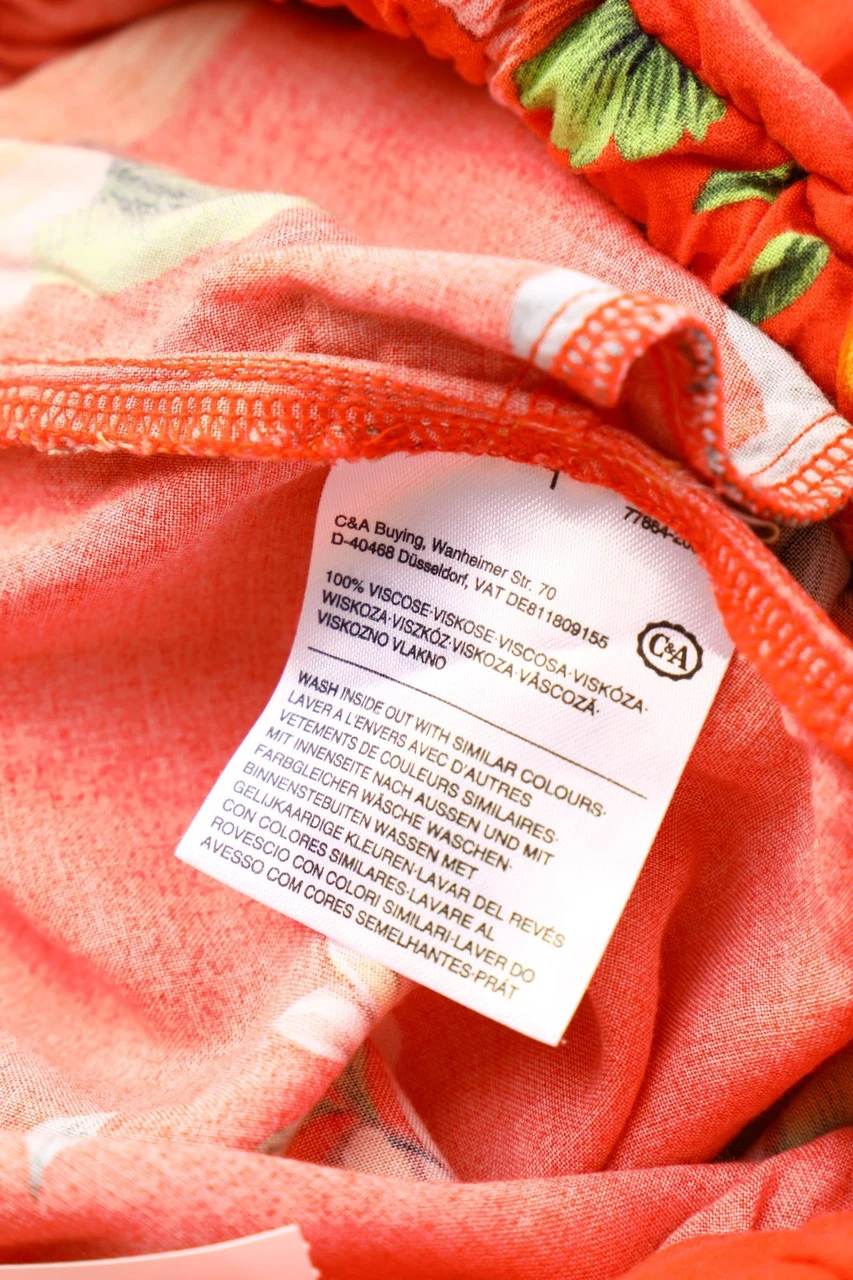 C&A Buying, Wanheimer Str. 70
D-40468 Düsseldorf, VAT DE811809155
100% VISCOSE·VISKOSE·VISCOSA·VISKÓZA·
WISKOZA·VISZKÓZ·VISKOZA·VÂSCOZĂ·
VISKOZNO VLAKNO
C&A
WASH INSIDE OUT WITH SIMILAR COLOURS·
LAVER A L'ENVERS AVEC D'AUTRES
VETEMENTS DE COULEURS SIMILAIRES·
MIT INNENSEITE NACH AUSSEN UND MIT
FARBGLEICHER WÄSCHE WASCHEN·
BINNENSTEBUITEN WASSEN MET
GELIJKAARDIGE KLEUREN·LAVAR DEL REVÉS
CON COLORES SIMILARES·LAVARE AL
ROVESCIO CON COLORI SIMILARI·LAVER DO
AVESSO COM CORES SEMELHANTES·PRÁT